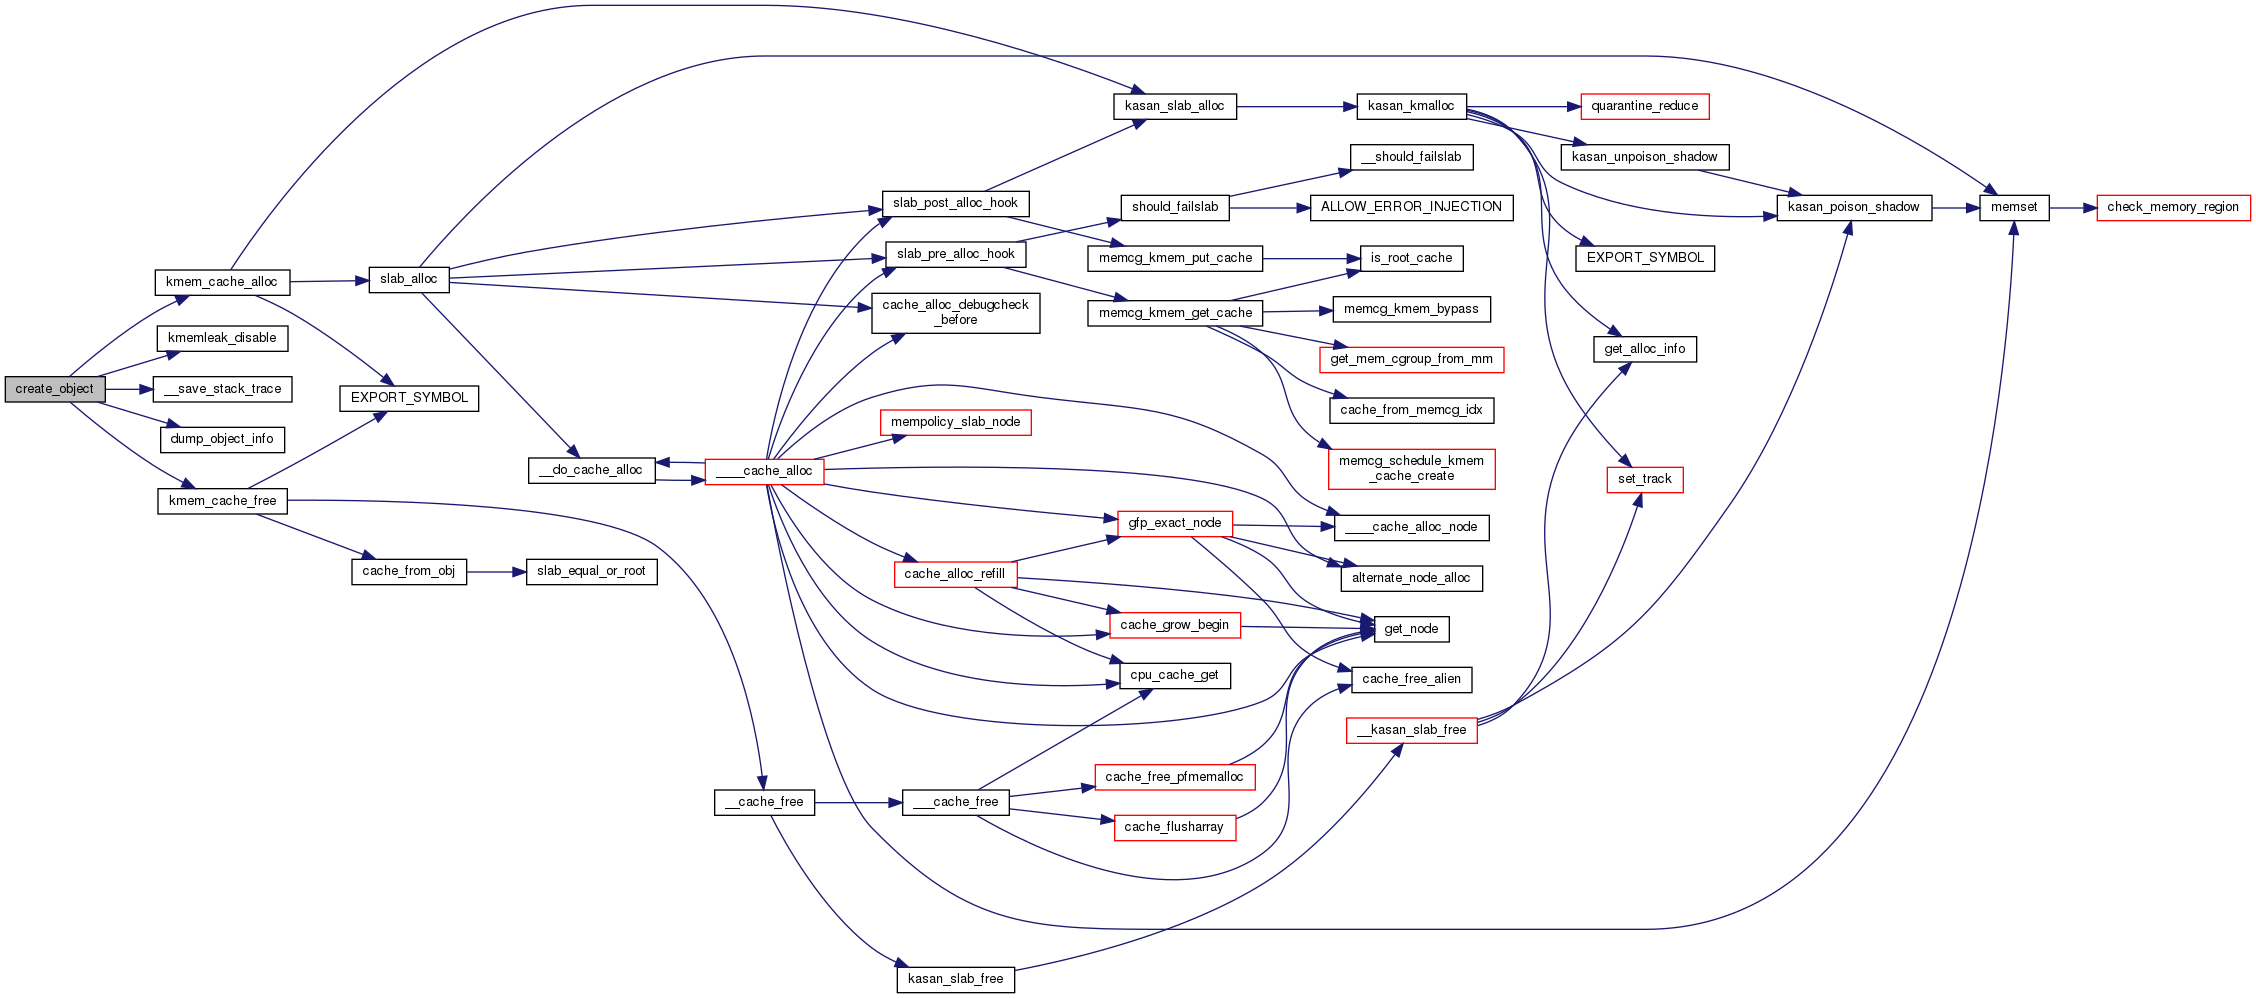 create_object
kmem_cache_alloc
kmemleak_disable
__save_stack_trace
dump_object_info
kmem_cache_free
slab_alloc
EXPORT_SYMBOL
cache_from_obj
__do_cache_alloc
slab_equal_or_root
____cache_alloc
__cache_free
slab_post_alloc_hook
slab_pre_alloc_hook
cache_alloc_debugcheck
_before
mempolicy_slab_node
cache_alloc_refill
___cache_free
kasan_slab_free
kasan_slab_alloc
should_failslab
memcg_kmem_put_cache
memcg_kmem_get_cache
gfp_exact_node
cache_grow_begin
cpu_cache_get
cache_free_pfmemalloc
cache_flusharray
kasan_kmalloc
__should_failslab
ALLOW_ERROR_INJECTION
is_root_cache
memcg_kmem_bypass
get_mem_cgroup_from_mm
cache_from_memcg_idx
memcg_schedule_kmem
_cache_create
____cache_alloc_node
alternate_node_alloc
get_node
cache_free_alien
__kasan_slab_free
quarantine_reduce
kasan_unpoison_shadow
EXPORT_SYMBOL
get_alloc_info
set_track
kasan_poison_shadow
memset
check_memory_region